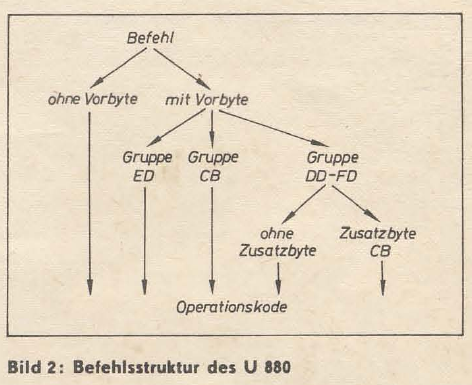 Befehl
ohne Vorbyte mit Vorbyte
Gruppe Gruppe Gruppe
ED CB DD-FD
ohne Zusatzbyte
Zusatzbyte CB
Operationskode
Bild 2: Befehlsstruktur des U 880